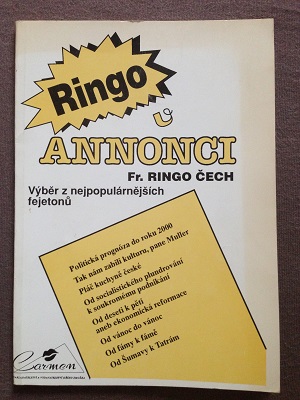 Ringo
v
ANNONCI
Fr. RINGO ČECH
Výběr z nejpopulárnějších
fejetonů
Politická prognóza do roku 2000
Tak nám zabili kulturu, pane Muller
Pláč kuchyně české
Od socialistického plundrování
k soukromému podnikání
Od deseti k pěti
aneb ekonomická reformace
Od vánoc do vánoc
Od fámy k fámě
Od Šumavy k Tatrám
Carmen